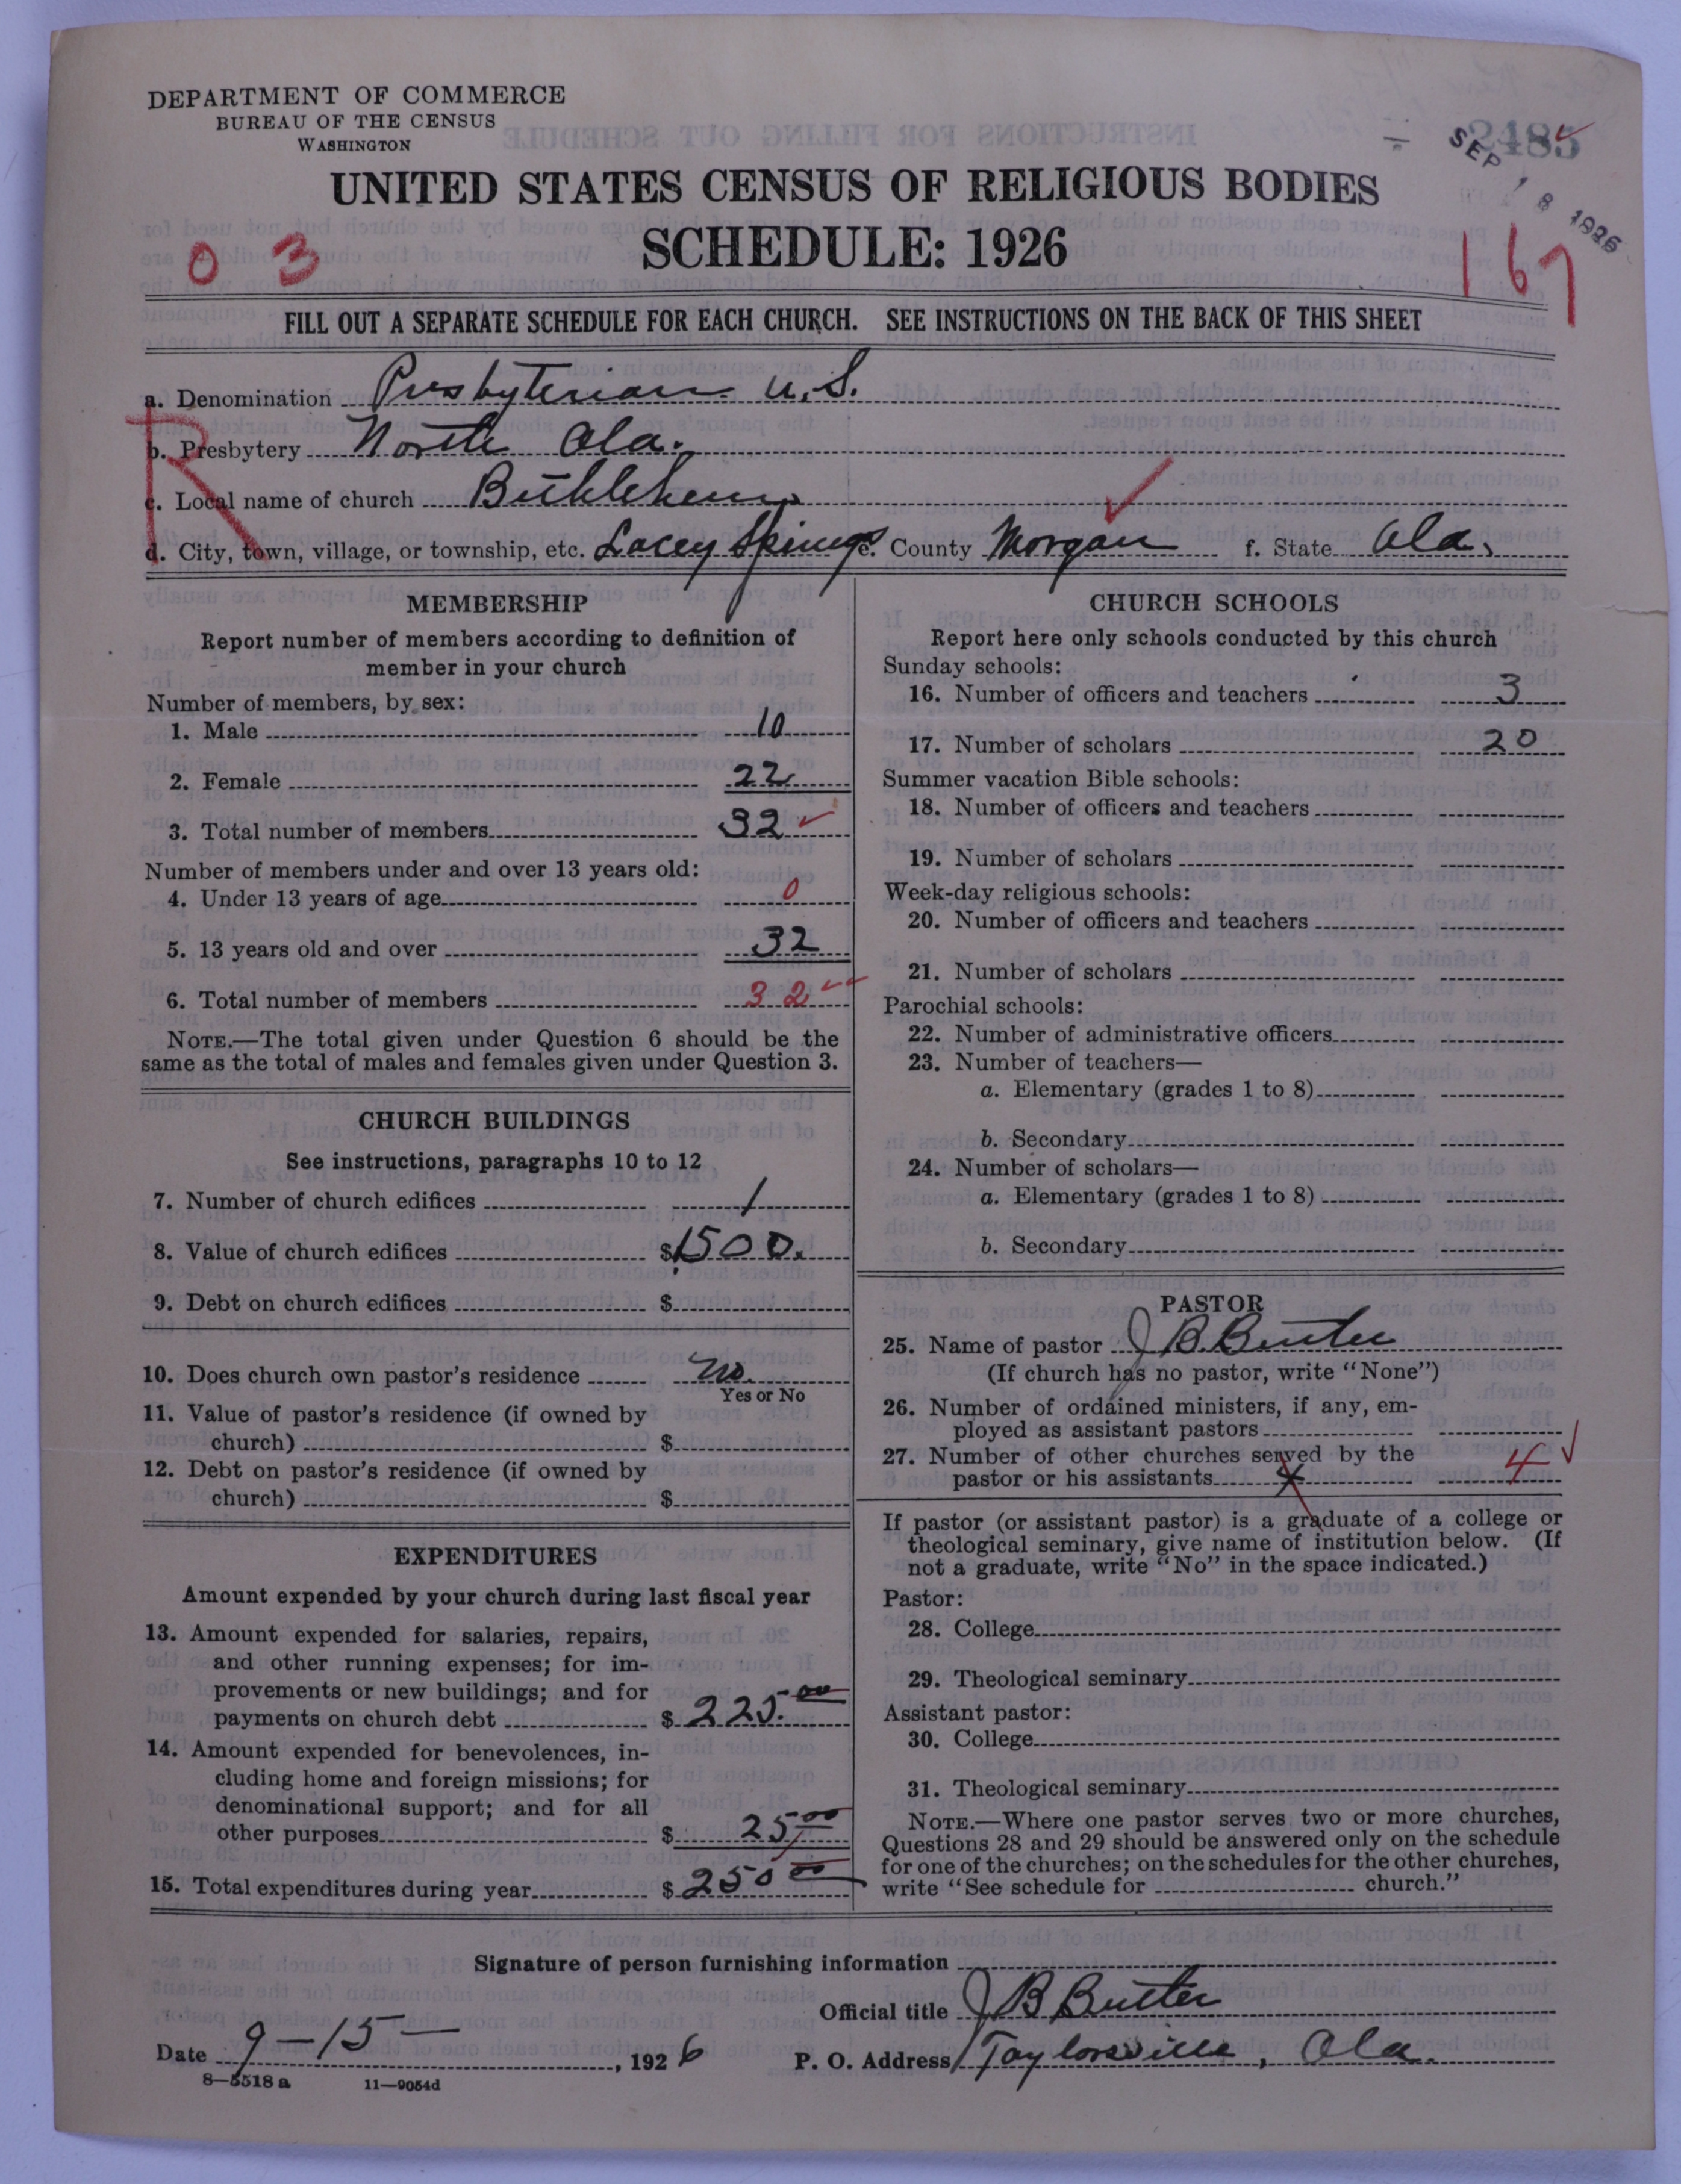 DEPARTMENT OF COMMERCE
BUREAU OF THE CENSUS
WASHINGTON
2485
SEP 18 1926
UNITED STATES CENSUS OF RELIGIOUS BODIES
SCHEDULE: 1926
0 3
167
FILL OUT A SEPARATE SCHEDULE FOR EACH CHURCH. SEE INSTRUCTIONS ON THE BACK OF THIS SHEET
a. Denomination Presbyterian U.S.
R
b. Presbytery North Ala.
c. Local name of church Bethlehem
d. City, town, village, or township, etc. Lacey Springs e. County Morgan f. State Ala.
MEMBERSHIP
Report number of members according to definition of
member in your church
Number of members, by sex:
1. Male 10
2. Female 22
3. Total number of members 32
Number of members under and over 13 years old:
4. Under 13 years of age 0
5. 13 years old and over 32
6. Total number of members 32
NOTE.—The total given under Question 6 should be the
same as the total of males and females given under Question 3.
CHURCH BUILDINGS
See instructions, paragraphs 10 to 12
7. Number of church edifices 1
8. Value of church edifices $1500.
9. Debt on church edifices $
10. Does church own pastor's residence no.
Yes or No
11. Value of pastor's residence (if owned by
church) $
12. Debt on pastor's residence (if owned by
church) $
EXPENDITURES
Amount expended by your church during last fiscal year
13. Amount expended for salaries, repairs,
and other running expenses; for im-
provements or new buildings; and for
payments on church debt $225.00
14. Amount expended for benevolences, in-
cluding home and foreign missions; for
denominational support; and for all
other purposes $25.00
15. Total expenditures during year $250.00
CHURCH SCHOOLS
Report here only schools conducted by this church
Sunday schools:
16. Number of officers and teachers 3
17. Number of scholars 20
Summer vacation Bible schools:
18. Number of officers and teachers
19. Number of scholars
Week-day religious schools:
20. Number of officers and teachers
21. Number of scholars
Parochial schools:
22. Number of administrative officers
23. Number of teachers—
a. Elementary (grades 1 to 8)
b. Secondary
24. Number of scholars—
a. Elementary (grades 1 to 8)
b. Secondary
PASTOR
25. Name of pastor J B. Butler
(If church has no pastor, write "None")
26. Number of ordained ministers, if any, em-
ployed as assistant pastors
27. Number of other churches served by the
pastor or his assistants 4 4
If pastor (or assistant pastor) is a graduate of a college or
theological seminary, give name of institution below. (If
not a graduate, write "No" in the space indicated.)
Pastor:
28. College
29. Theological seminary
Assistant pastor:
30. College
31. Theological seminary
NOTE.—Where one pastor serves two or more churches,
Questions 28 and 29 should be answered only on the schedule
for one of the churches; on the schedules for the other churches,
write "See schedule for church."
Signature of person furnishing information
Official title J B Butler
Date 9-15-, 1926
P. O. Address Taylorsville, Ala.
8—5518 a 11—9054d